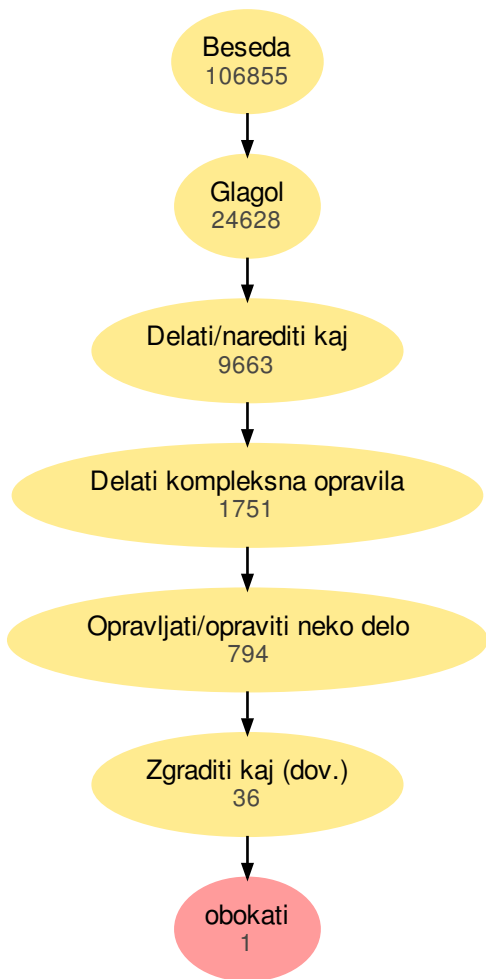 Beseda
106855
Glagol
24628
Delati/narediti kaj
9663
Delati kompleksna opravila
1751
Opravljati/opraviti neko delo
794
Zgraditi kaj (dov.)
36
obokati
1